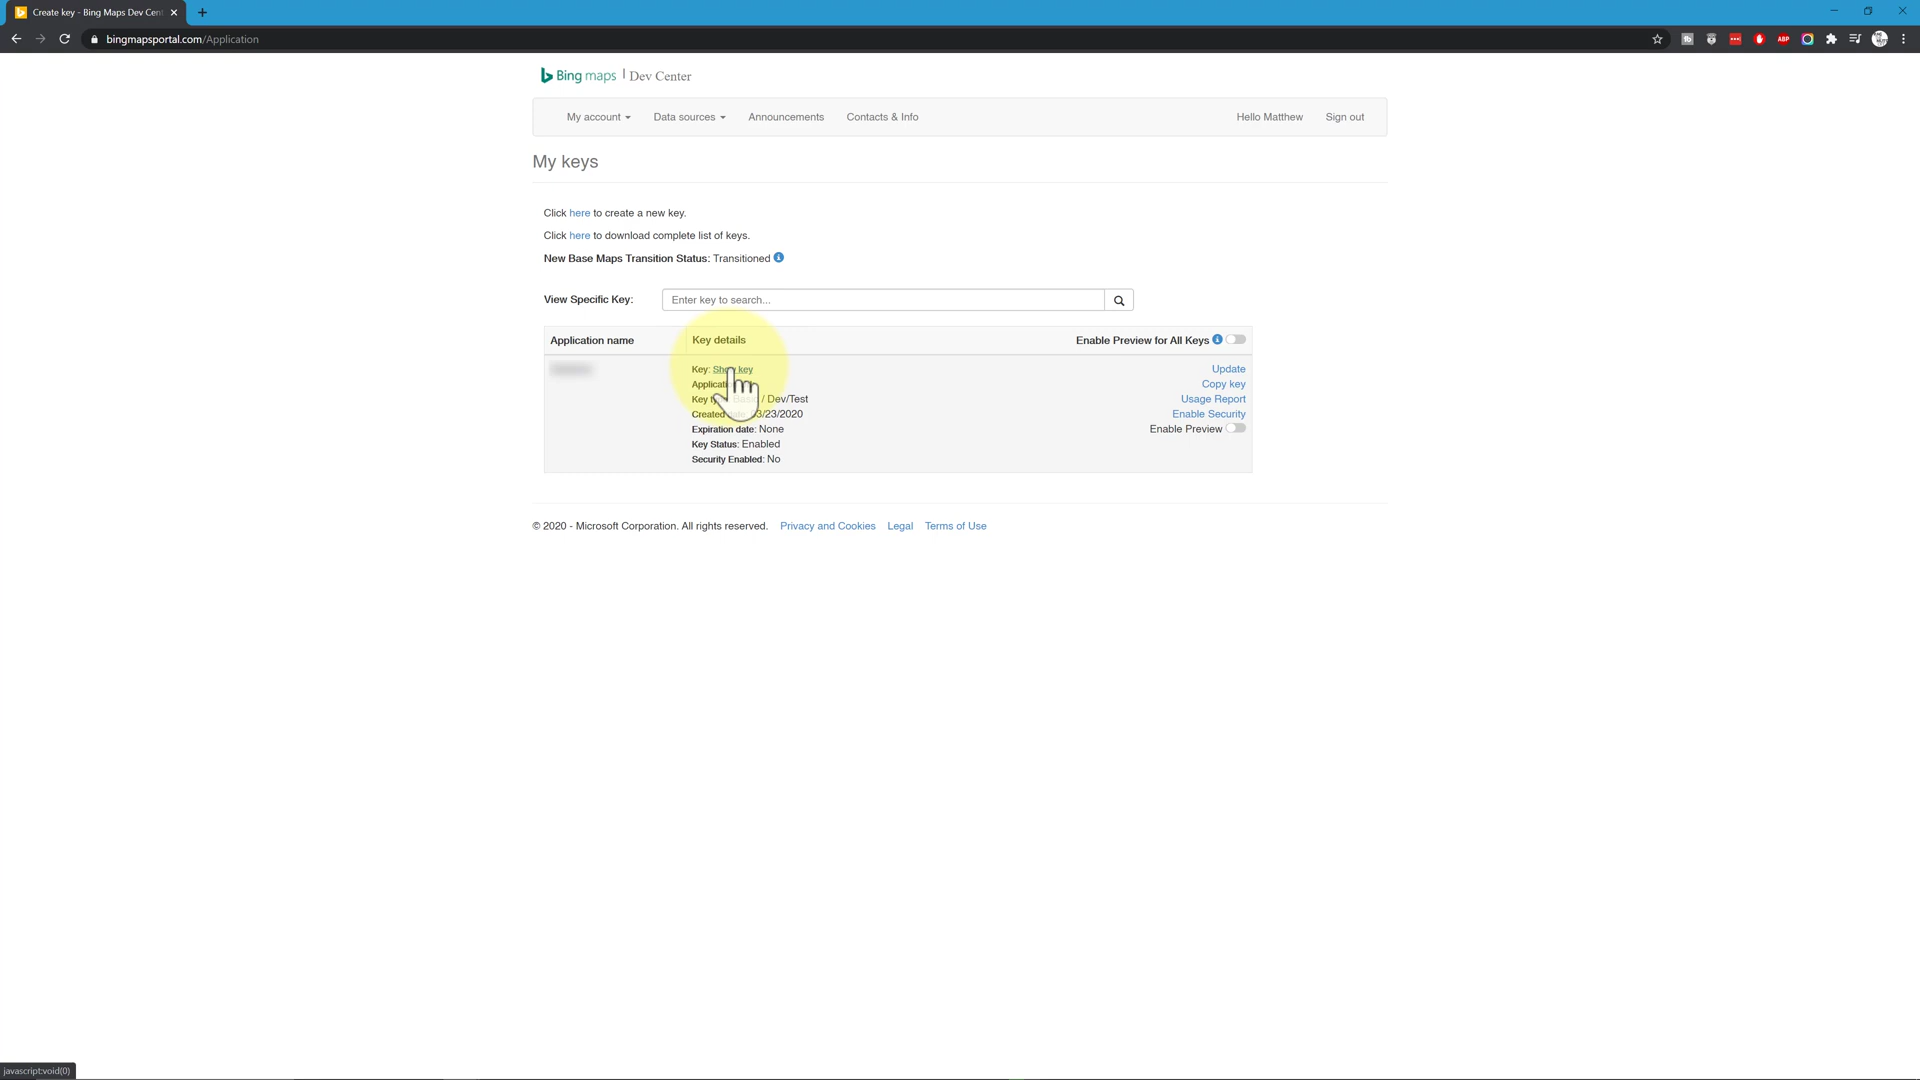 Create key - Bing Maps Dev Cen
bingmapsportal.com/Application
ABP
Bing maps | Dev Center
My account Data sources Announcements Contacts & Info Hello Matthew Sign out
My keys
Click here to create a new key.
Click here to download complete list of keys.
New Base Maps Transition Status: Transitioned
View Specific Key: Enter key to search...
Application name Key details Enable Preview for All Keys
Key: Show key Update
Copy key
/ Dev/Test Usage Report
Created 03/23/2020 Enable Security
Expiration date: None Enable Preview
Key Status: Enabled
Security Enabled: No
© 2020 - Microsoft Corporation. All rights reserved. Privacy and Cookies Legal Terms of Use
javascript:void(0)